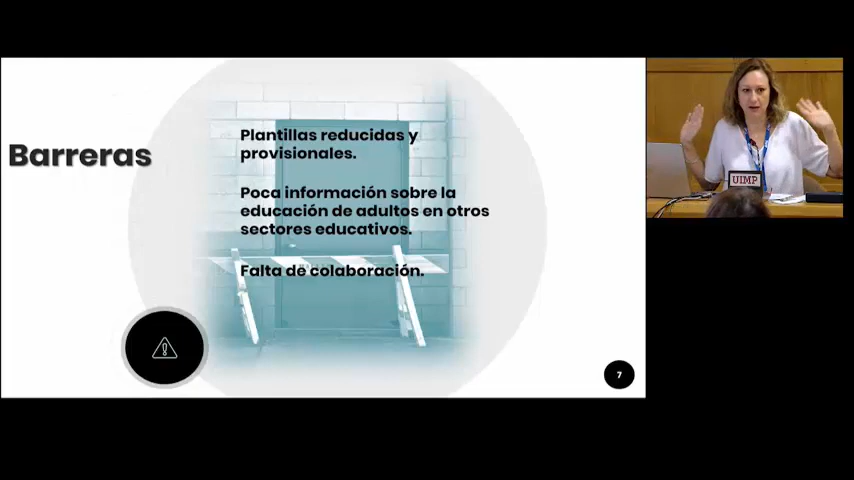 Barreras
Plantillas reducidas y
provisionales.
Poca información sobre la
educación de adultos en otros
sectores educativos.
Falta de colaboración.
7
UIMP